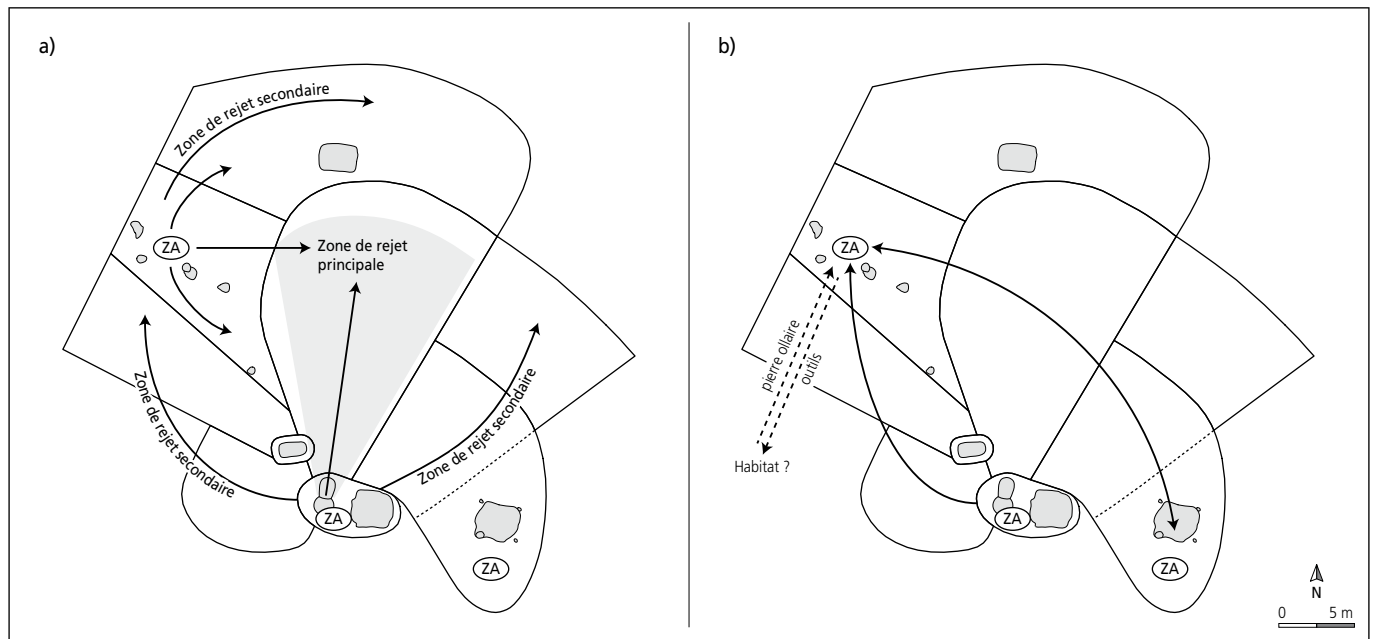 a)
Zone de rejet secondaire
ZA
Zone de rejet
principale
Zone de rejet secondaire
Zone de rejet secondaire
ZA
ZA
b)
ZA
pierre ollaire
outils
Habitat ?
ZA
ZA
N
0 5 m